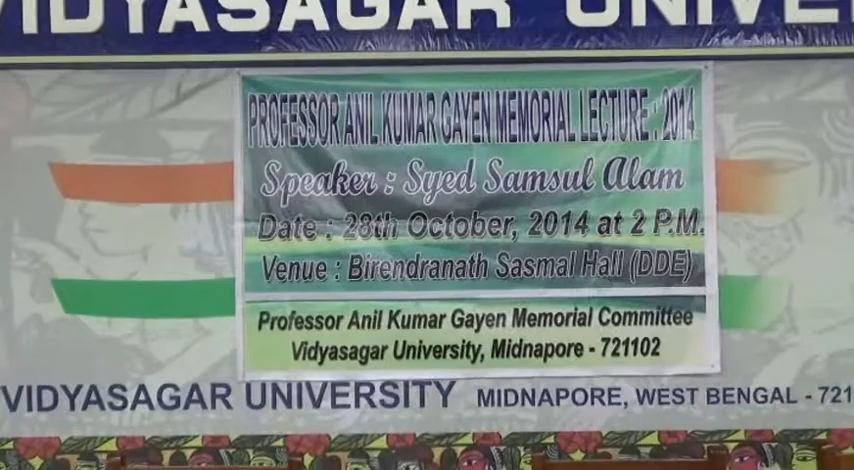 VIDYASAGAR UNIVER
PROFESSOR ANIL KUMAR GAYEN MEMORIAL LECTURE : 2014
Speaker : Syed Samsul Alam
Date : 28th October, 2014 at 2 P.M.
Venue : Birendranath Sasmal Hall (DDE)
Professor Anil Kumar Gayen Memorial Committee
Vidyasagar University, Midnapore - 721102
VIDYASAGAR UNIVERSITY MIDNAPORE, WEST BENGAL - 721